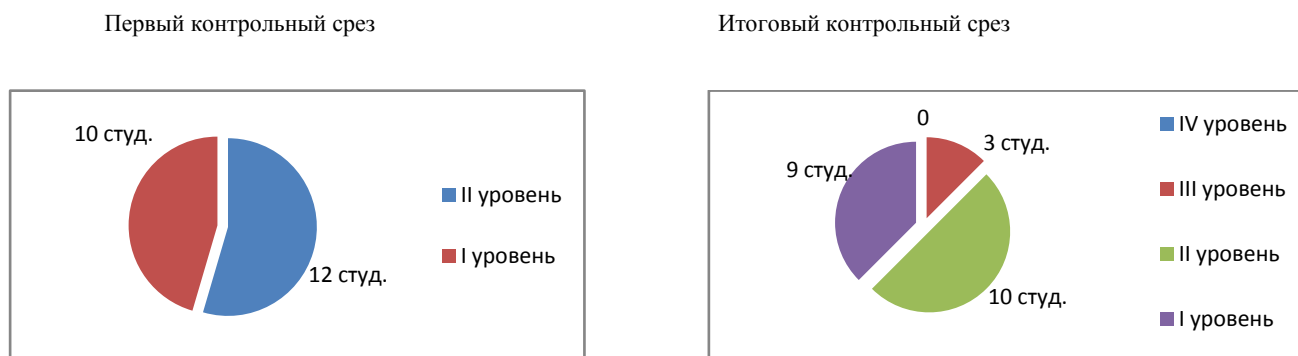 Первый контрольный срез
Итоговый контрольный срез
10 студ.
12 студ.
II уровень
I уровень
0
3 студ.
9 студ.
10 студ.
IV уровень
III уровень
II уровень
I уровень